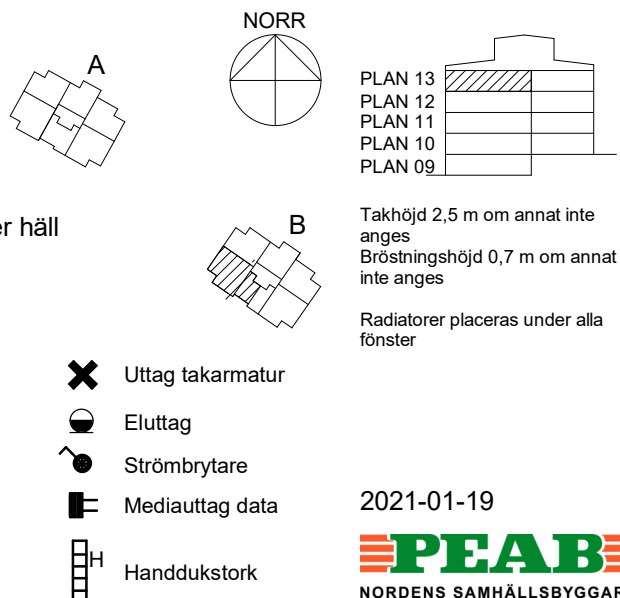 NORR
A
PLAN 13
PLAN 12
PLAN 11
PLAN 10
PLAN 09
häll
B
Takhöjd 2,5 m om annat inte
anges
Bröstningshöjd 0,7 m om annat
inte anges
Radiatorer placeras under alla
fönster
Uttag takarmatur
Eluttag
Strömbrytare
Mediauttag data
H
Handdukstork
2021-01-19
PEAB
NORDENS SAMHÄLLSBYGGAR